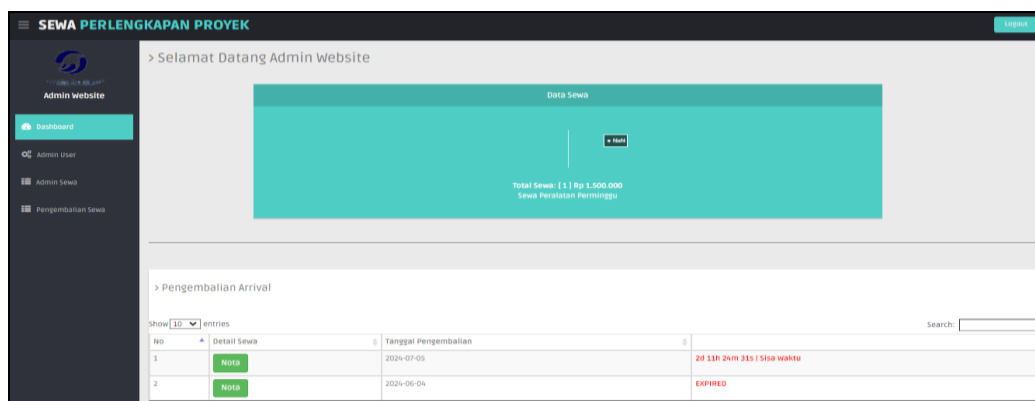 SEWA PERLENGKAPAN PROYEK
Logout
> Selamat Datang Admin Website
Admin Website
Data Sewa
Dashboard
NaN
Admin User
Admin Sewa
Total Sewa: [ 1 ] Rp 1.500.000
Sewa Peralatan Perminggu
Pengembalian Sewa
> Pengembalian Arrival
Show 10 entries
Search:
No Detail Sewa Tanggal Pengembalian
1 Nota 2024-07-05 2d 11h 24m 31s | Sisa Waktu
2 Nota 2024-06-04 EXPIRED